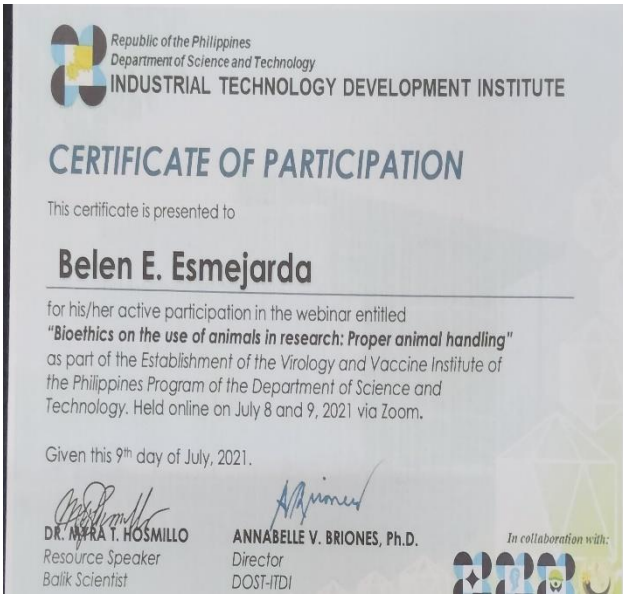 Republic of the Philippines
Department of Science and Technology
INDUSTRIAL TECHNOLOGY DEVELOPMENT INSTITUTE
CERTIFICATE OF PARTICIPATION
This certificate is presented to
Belen E. Esmejarda
for his/her active participation in the webinar entitled
"Bioethics on the use of animals in research: Proper animal handling"
as part of the Establishment of the Virology and Vaccine Institute of
the Philippines Program of the Department of Science and
Technology. Held online on July 8 and 9, 2021 via Zoom.
Given this 9th day of July, 2021.
DR. MYRA T. HOSMILLO
Resource Speaker
Balik Scientist
ANNABELLE V. BRIONES, Ph.D.
Director
DOST-ITDI
In collaboration with: